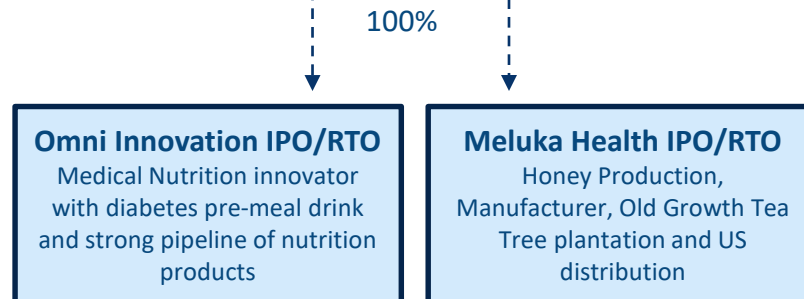 100%
Omni Innovation IPO/RTO
Medical Nutrition innovator
with diabetes pre-meal drink
and strong pipeline of nutrition
products
Meluka Health IPO/RTO
Honey Production,
Manufacturer, Old Growth Tea
Tree plantation and US
distribution